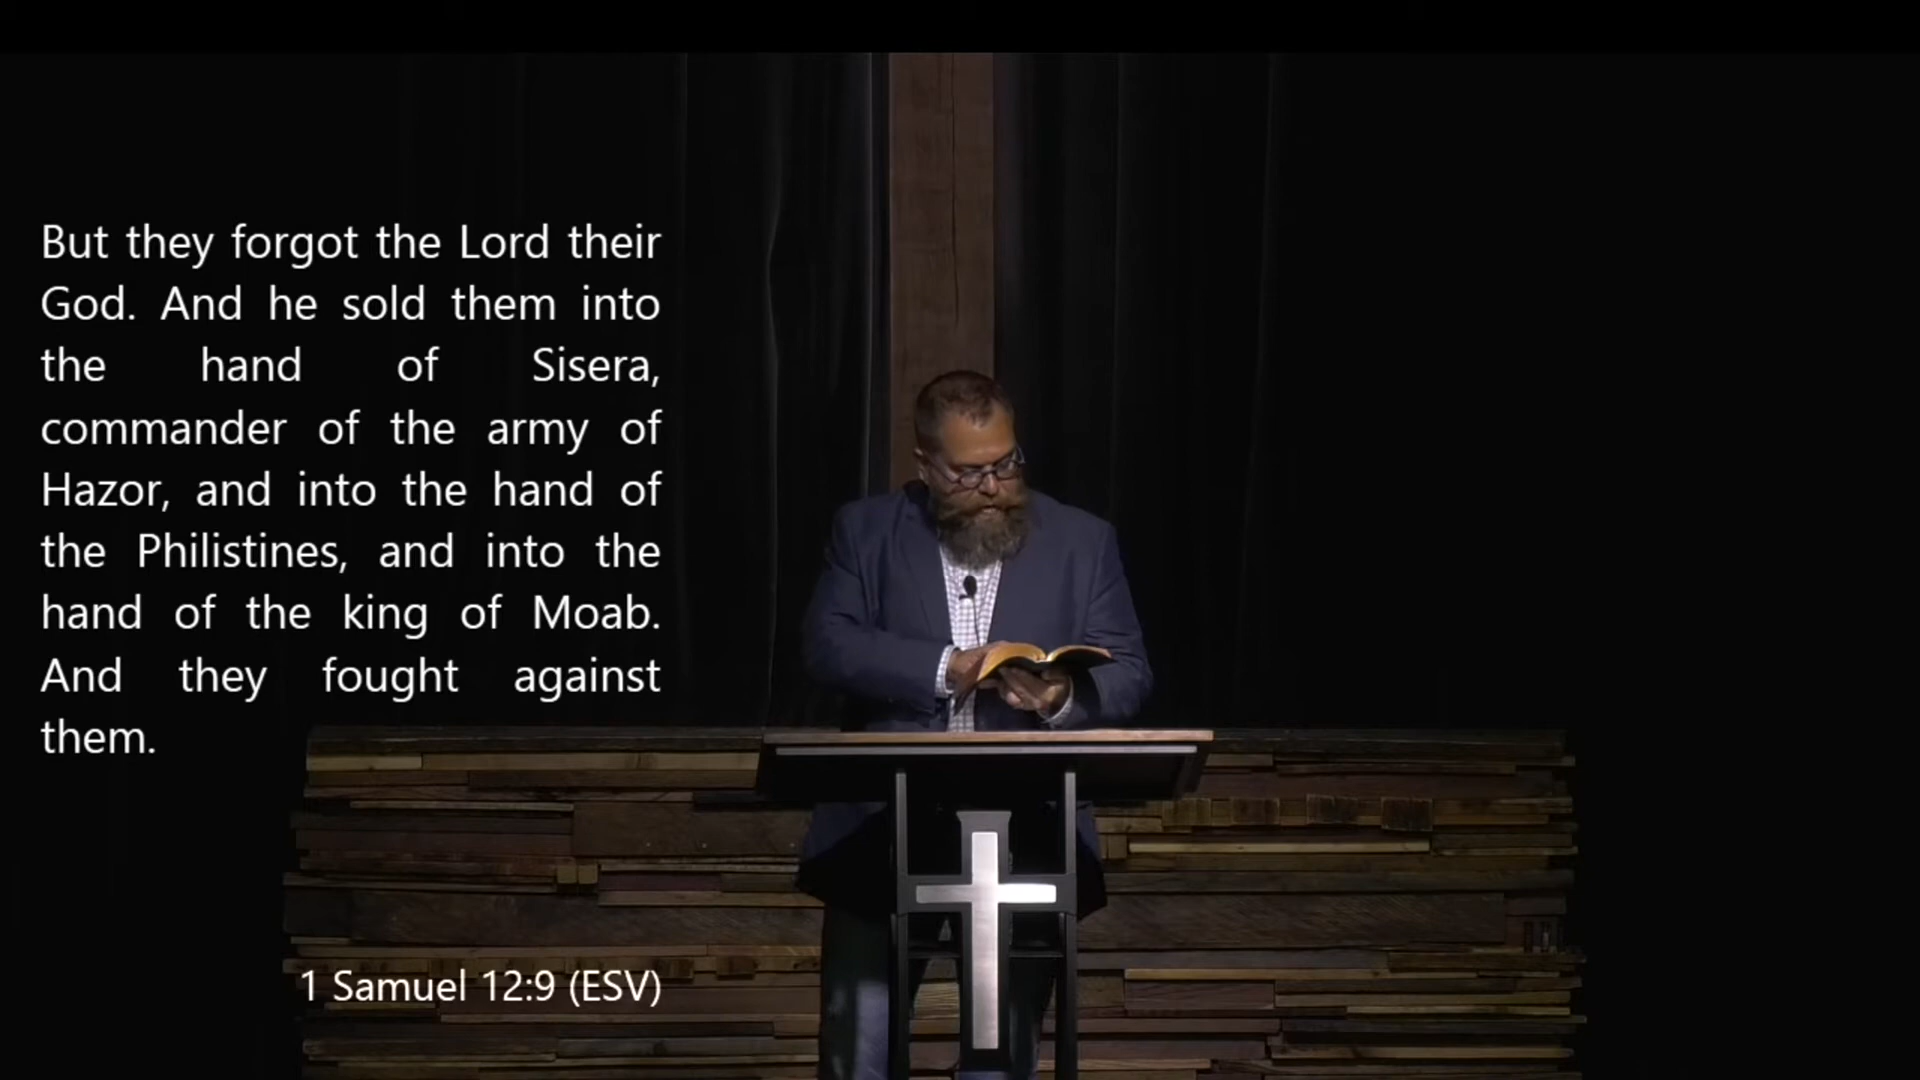 But they forgot the Lord their
God. And he sold them into
the hand of Sisera,
commander of the army of
Hazor, and into the hand of
the Philistines, and into the
hand of the king of Moab.
And they fought against
them.
1 Samuel 12:9 (ESV)